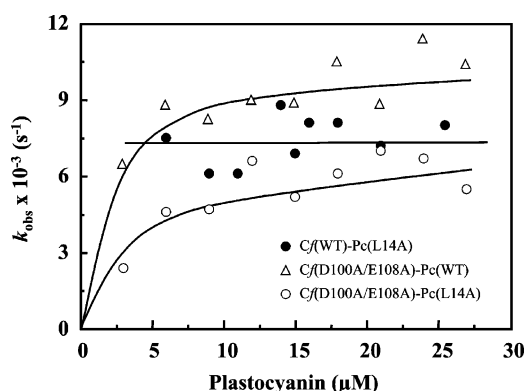 12
9
6
3
0
0 5 10 15 20 25 30
k_obs x 10^-3 (s^-1)
Cf(WT)-Pc(L14A)
Cf(D100A/E108A)-Pc(WT)
Cf(D100A/E108A)-Pc(L14A)
Plastocyanin (µM)